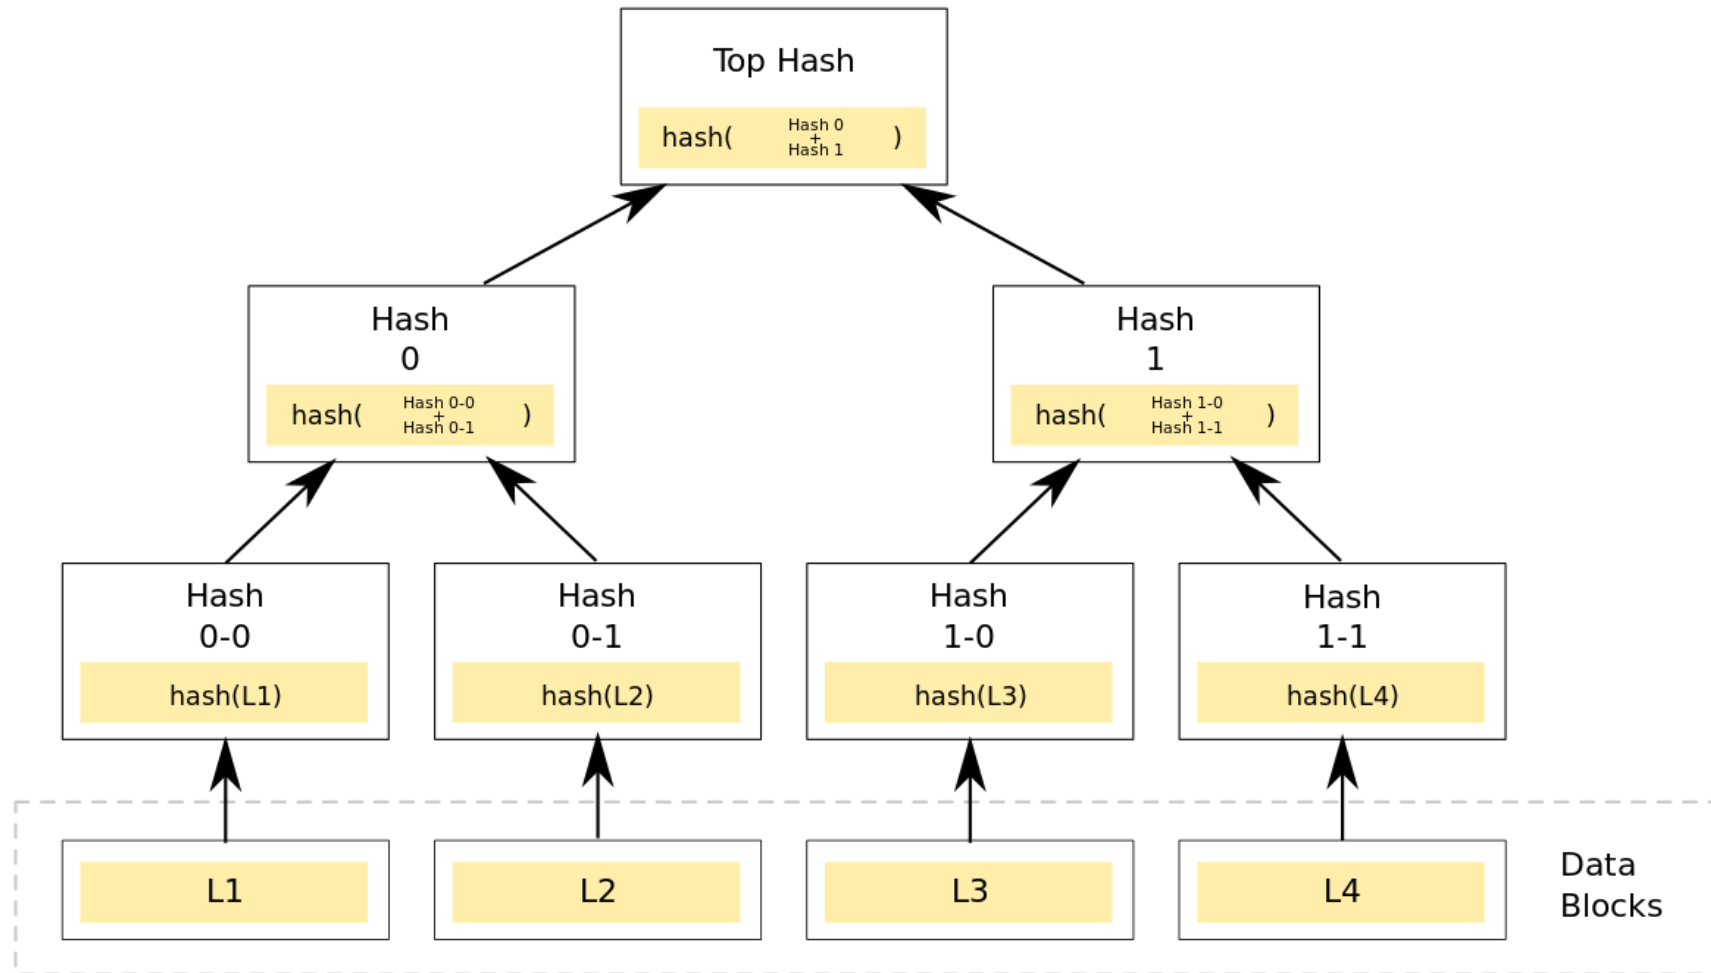 Top Hash
hash( Hash 0 + Hash 1 )
Hash
0
hash( Hash 0-0 + Hash 0-1 )
Hash
1
hash( Hash 1-0 + Hash 1-1 )
Hash
0-0
hash(L1)
Hash
0-1
hash(L2)
Hash
1-0
hash(L3)
Hash
1-1
hash(L4)
L1
L2
L3
L4
Data
Blocks